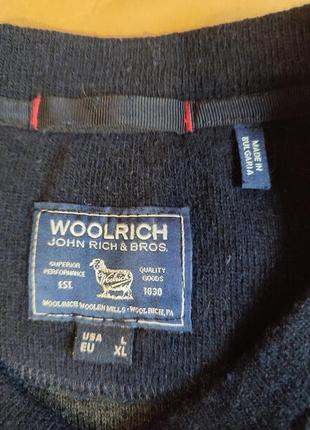 MADE IN
BULGARIA
WOOLRICH
JOHN RICH & BROS.
SUPERIOR PERFORMANCE
QUALITY GOODS
Woolrich
EST. 1830
WOOLRICH WOOLEN MILLS · WOOLRICH, PA
USA L
EU XL